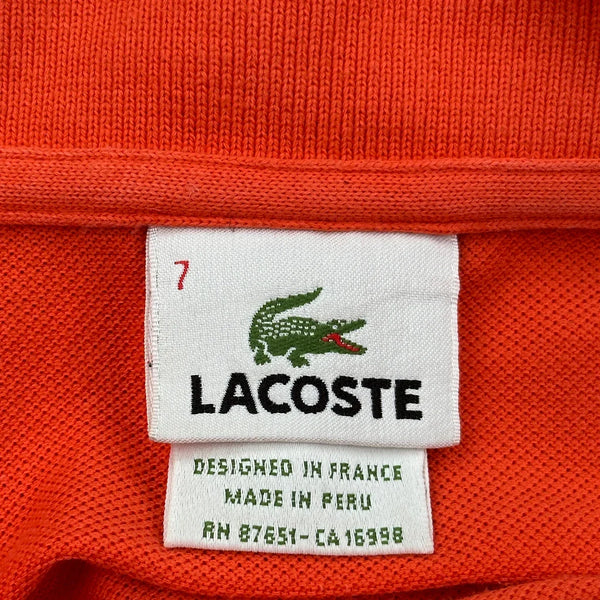 7
LACOSTE
DESIGNED IN FRANCE
MADE IN PERU
RN 87651-CA 16998